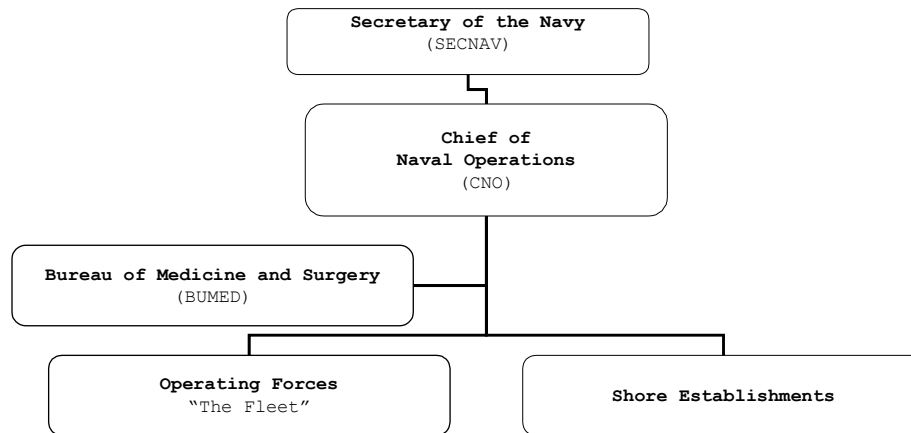 Secretary of the Navy
(SECNAV)
Chief of
Naval Operations
(CNO)
Bureau of Medicine and Surgery
(BUMED)
Operating Forces
“The Fleet”
Shore Establishments